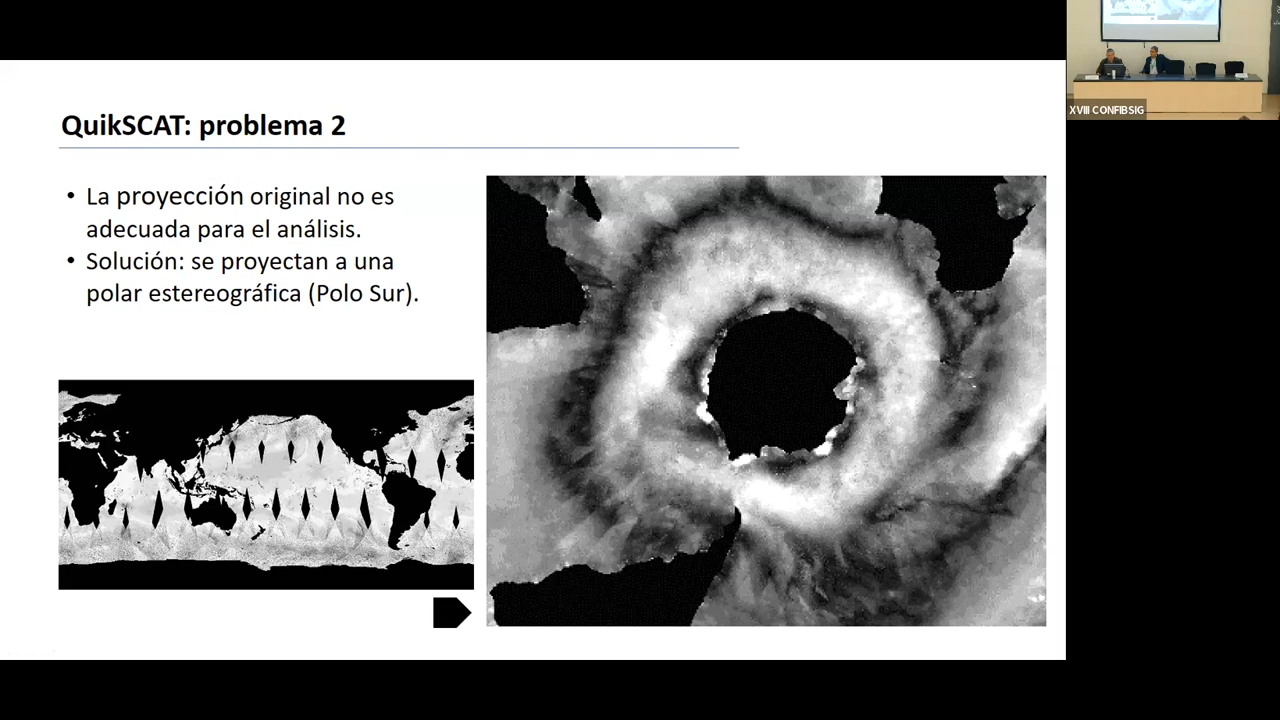 QuikSCAT: problema 2
• La proyección original no es
adecuada para el análisis.
• Solución: se proyectan a una
polar estereográfica (Polo Sur).
XVIII CONFIBSIG